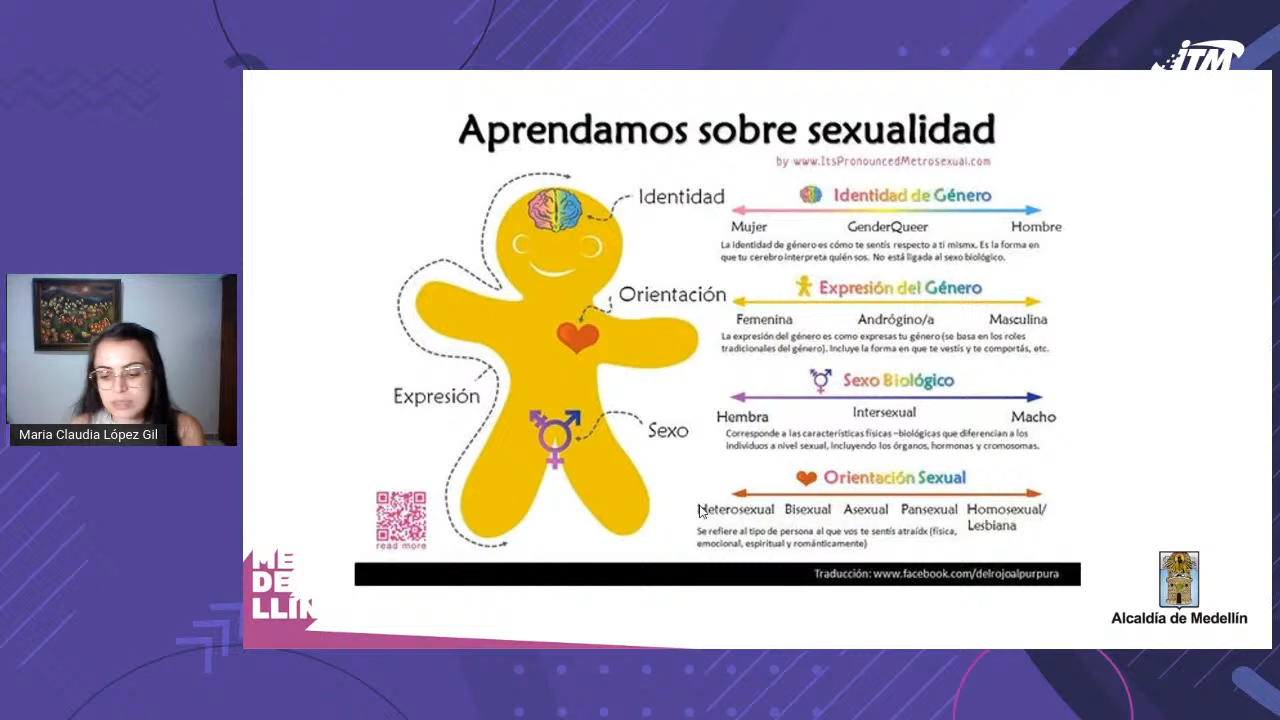 iTM
Aprendamos sobre sexualidad
by www.ItsPronouncedMetrosexual.com
Identidad
Orientación
Expresión
Sexo
Identidad de Género
Mujer GenderQueer Hombre
La identidad de género es cómo te sentís respecto a ti mismx. Es la forma en
que tu cerebro interpreta quién sos. No está ligada al sexo biológico.
Expresión del Género
Femenina Andrógino/a Masculina
La expresión del género es como expresas tu género (se basa en los roles
tradicionales del género). Incluye la forma en que te vestís y te comportás, etc.
Sexo Biológico
Hembra Intersexual Macho
Corresponde a las características físicas –biológicas que diferencian a los
individuos a nivel sexual, incluyendo los órganos, hormonas y cromosomas.
Orientación Sexual
Heterosexual Bisexual Asexual Pansexual Homosexual/
Lesbiana
Se refiere al tipo de persona al que vos te sentís atraídx (física,
emocional, espiritual y románticamente)
read more
Traducción: www.facebook.com/delrojoalpurpura
Maria Claudia López Gil
ME
DE
LLÍN
Alcaldía de Medellín